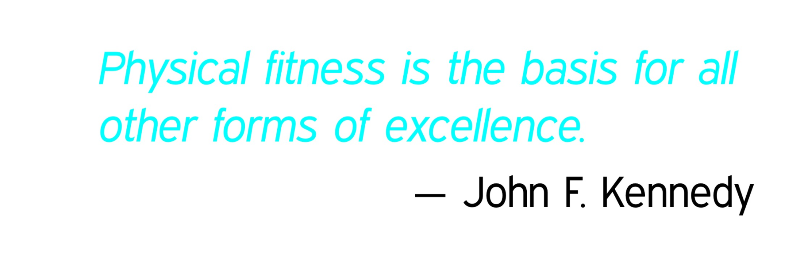 Physical fitness is the basis for all
other forms of excellence.
— John F. Kennedy